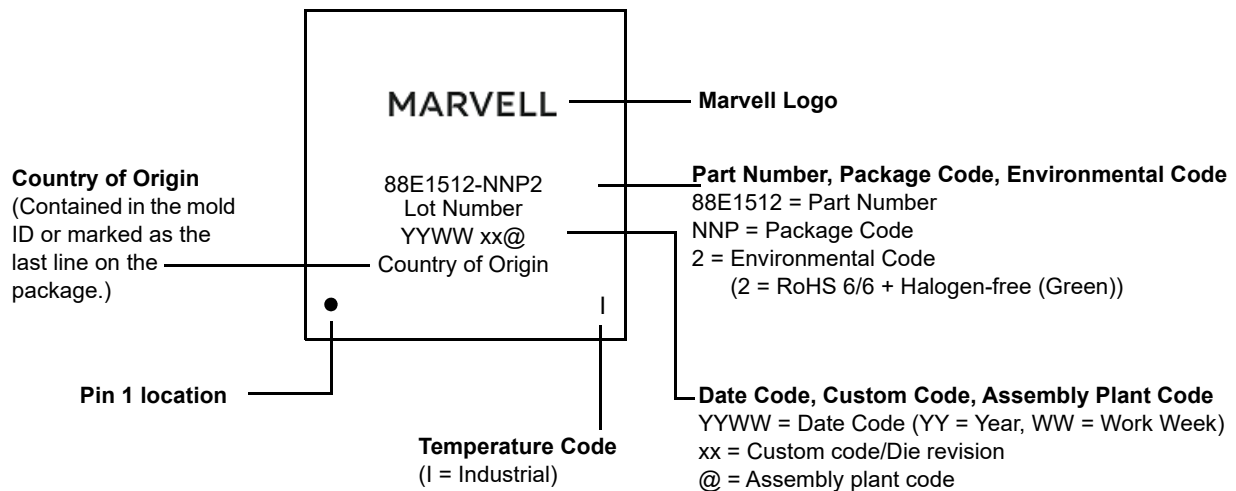 MARVELL
Marvell Logo
Country of Origin
(Contained in the mold
ID or marked as the
last line on the
package.)
88E1512-NNP2
Lot Number
YYWW xx@
Country of Origin
I
Part Number, Package Code, Environmental Code
88E1512 = Part Number
NNP = Package Code
2 = Environmental Code
(2 = RoHS 6/6 + Halogen-free (Green))
Pin 1 location
Temperature Code
(I = Industrial)
Date Code, Custom Code, Assembly Plant Code
YYWW = Date Code (YY = Year, WW = Work Week)
xx = Custom code/Die revision
@ = Assembly plant code